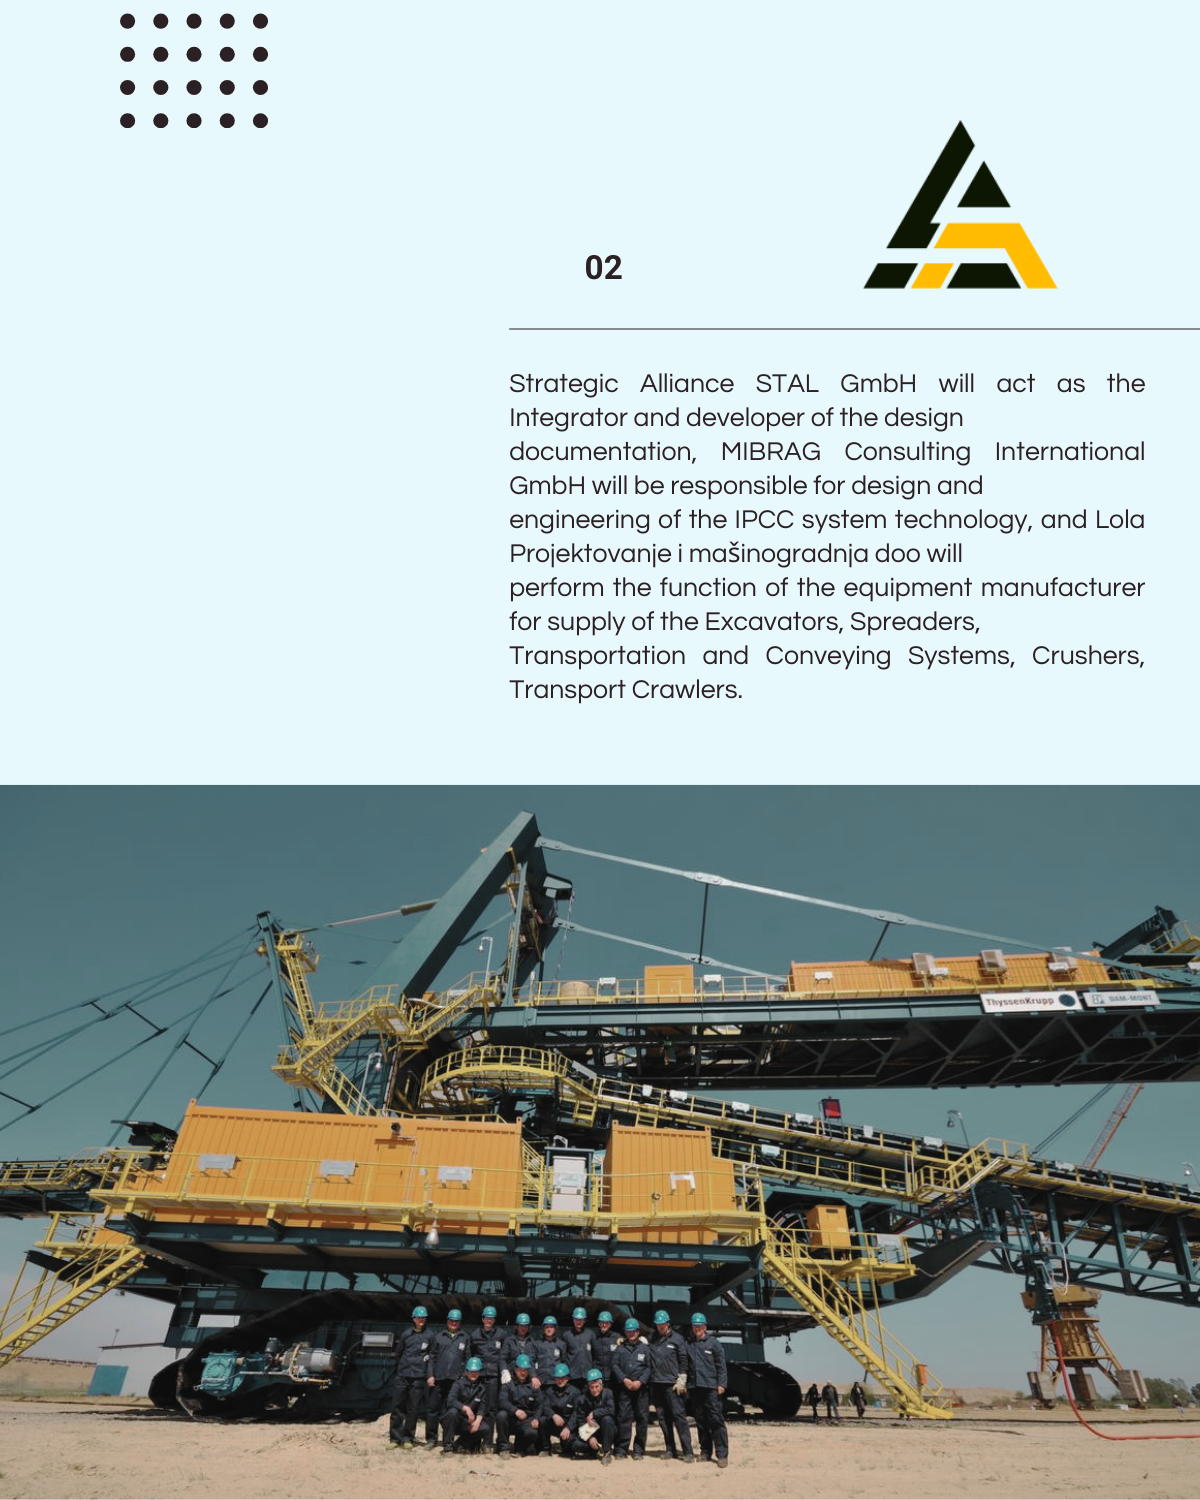 02
Strategic Alliance STAL GmbH will act as the
Integrator and developer of the design
documentation, MIBRAG Consulting International
GmbH will be responsible for design and
engineering of the IPCC system technology, and Lola
Projektovanje i mašinogradnja doo will
perform the function of the equipment manufacturer
for supply of the Excavators, Spreaders,
Transportation and Conveying Systems, Crushers,
Transport Crawlers.
ThyssenKrupp